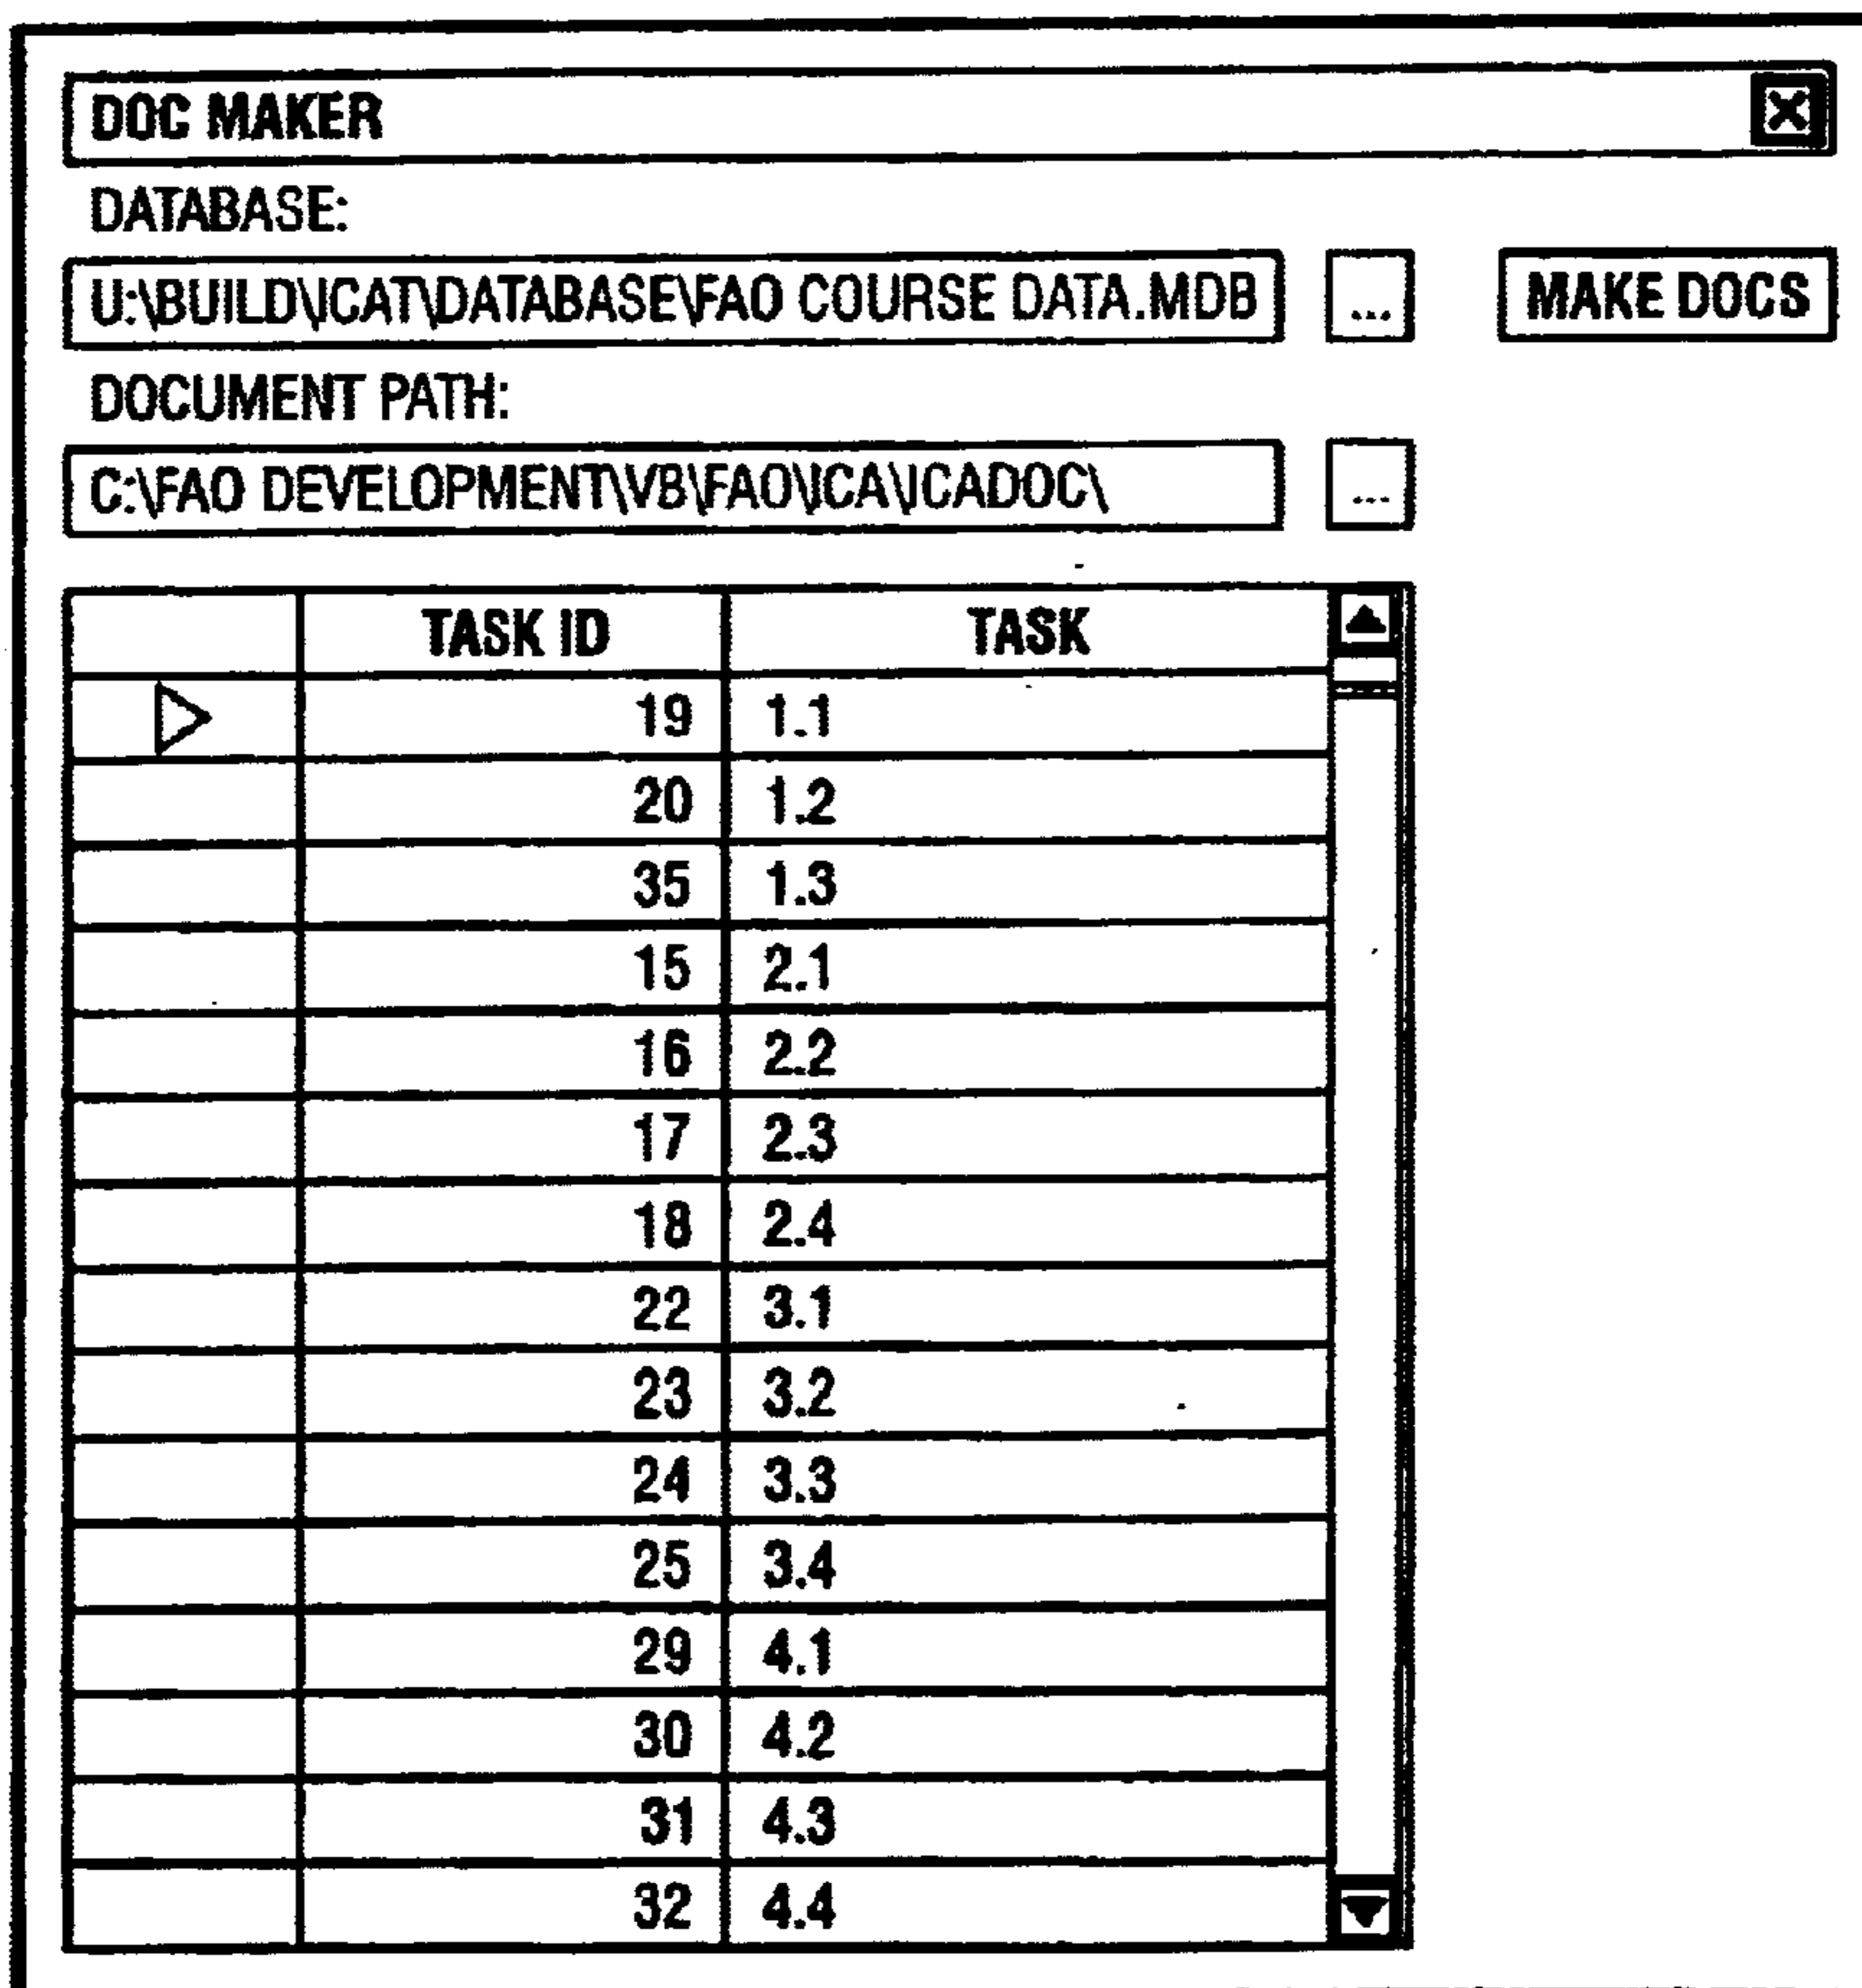 DOC MAKER
DATABASE:
U:\BUILD\ICAT\DATABASE\FAO COURSE DATA.MDB ... MAKE DOCS
DOCUMENT PATH:
C:\FAO DEVELOPMENT\VB\FAO\ICA\ICADOC\ ...
TASK ID TASK
19 1.1
20 1.2
35 1.3
15 2.1
16 2.2
17 2.3
18 2.4
22 3.1
23 3.2
24 3.3
25 3.4
29 4.1
30 4.2
31 4.3
32 4.4